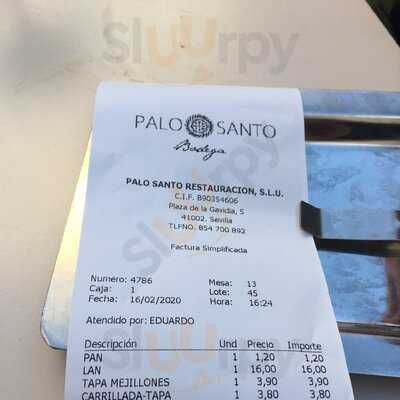 Sluurpy
PALO SANTO
Bodega
PALO SANTO RESTAURACION, S.L.U.
C.I.F. B90354606
Plaza de la Gavidia, 5
41002, Sevilla
TLFNO. 854 700 892
Factura Simplificada
Numero: 4786 Mesa: 13
Caja: 1 Lote: 45
Fecha: 16/02/2020 Hora: 16:24
Atendido por: EDUARDO
Descripción Und Precio Importe
PAN 1 1,20 1,20
LAN 1 16,00 16,00
TAPA MEJILLONES 1 3,90 3,90
CARRILLADA-TAPA 1 3,80 3,80